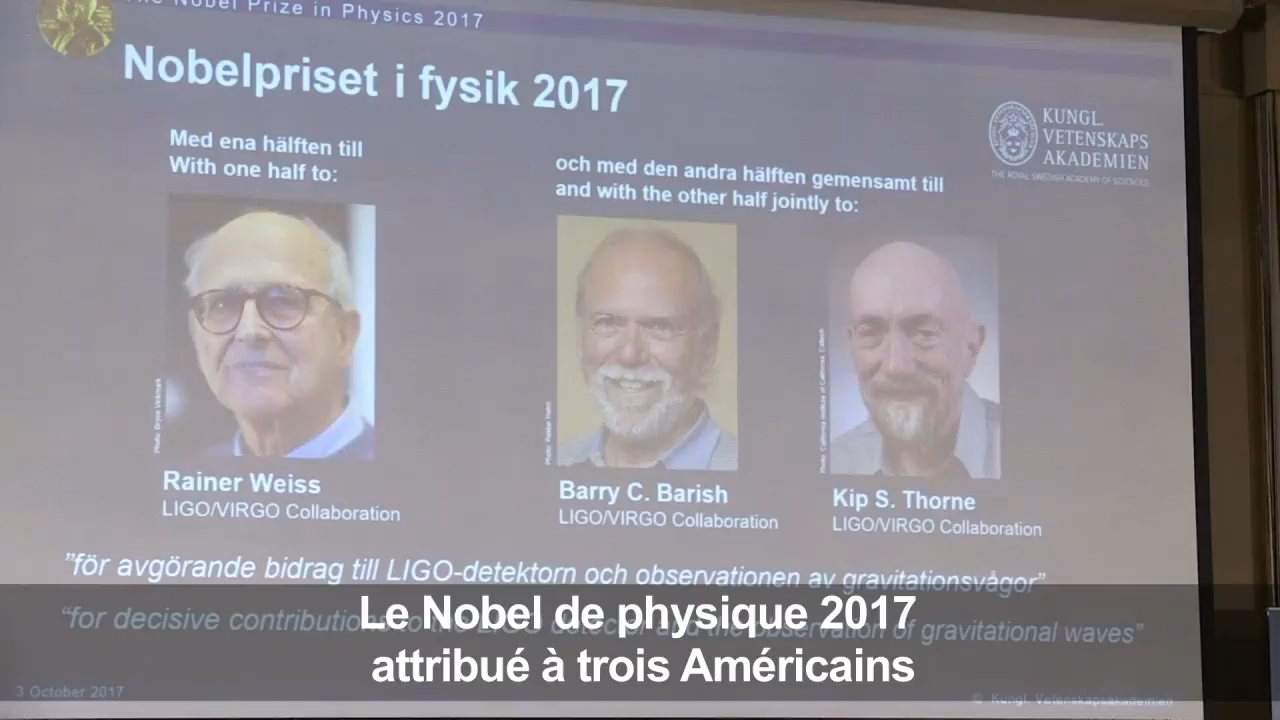 The Nobel Prize in Physics 2017
Nobelpriset i fysik 2017
KUNGL.
VETENSKAPS
AKADEMIEN
THE ROYAL SWEDISH ACADEMY OF SCIENCES
Med ena hälften till
With one half to:
och med den andra hälften gemensamt till
and with the other half jointly to:
Rainer Weiss
LIGO/VIRGO Collaboration
Barry C. Barish
LIGO/VIRGO Collaboration
Kip S. Thorne
LIGO/VIRGO Collaboration
”för avgörande bidrag till LIGO-detektorn och observationen av gravitationsvågor”
“for decisive contributions to the LIGO detector and the observation of gravitational waves”
Le Nobel de physique 2017
attribué à trois Américains
3 October 2017
© Kungl. Vetenskapsakademien